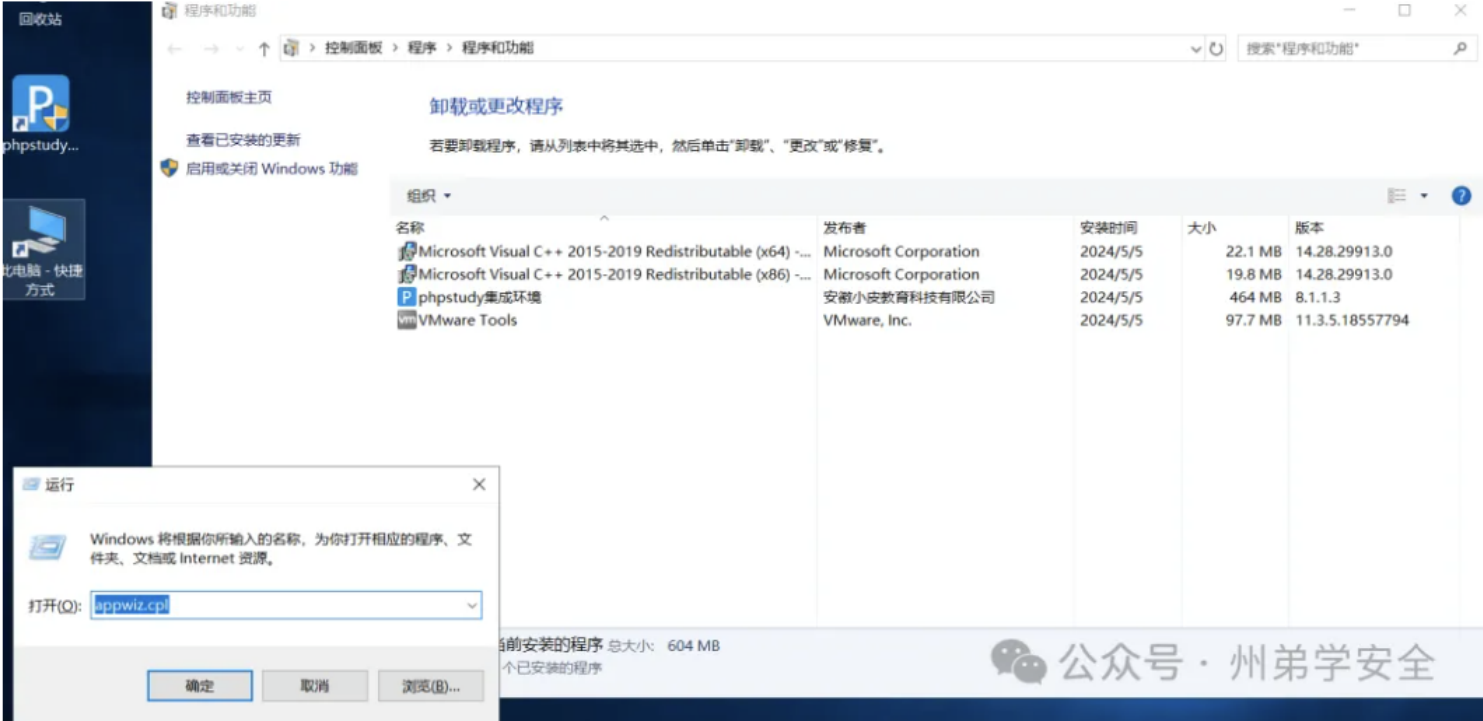 回收站
phpstudy...
此电脑 - 快捷
方式
程序和功能
控制面板 › 程序 › 程序和功能
搜索"程序和功能"
控制面板主页
查看已安装的更新
启用或关闭 Windows 功能
卸载或更改程序
若要卸载程序，请从列表中将其选中，然后单击"卸载"、"更改"或"修复"。
组织
名称 发布者 安装时间 大小 版本
Microsoft Visual C++ 2015-2019 Redistributable (x64) -... Microsoft Corporation 2024/5/5 22.1 MB 14.28.29913.0
Microsoft Visual C++ 2015-2019 Redistributable (x86) -... Microsoft Corporation 2024/5/5 19.8 MB 14.28.29913.0
phpstudy集成环境 安徽小皮教育科技有限公司 2024/5/5 464 MB 8.1.1.3
VMware Tools VMware, Inc. 2024/5/5 97.7 MB 11.3.5.18557794
运行
Windows 将根据你所输入的名称，为你打开相应的程序、文
件夹、文档或 Internet 资源。
打开(O): appwiz.cpl
确定 取消 浏览(B)...
当前安装的程序 总大小: 604 MB
个已安装的程序
公众号 · 州弟学安全